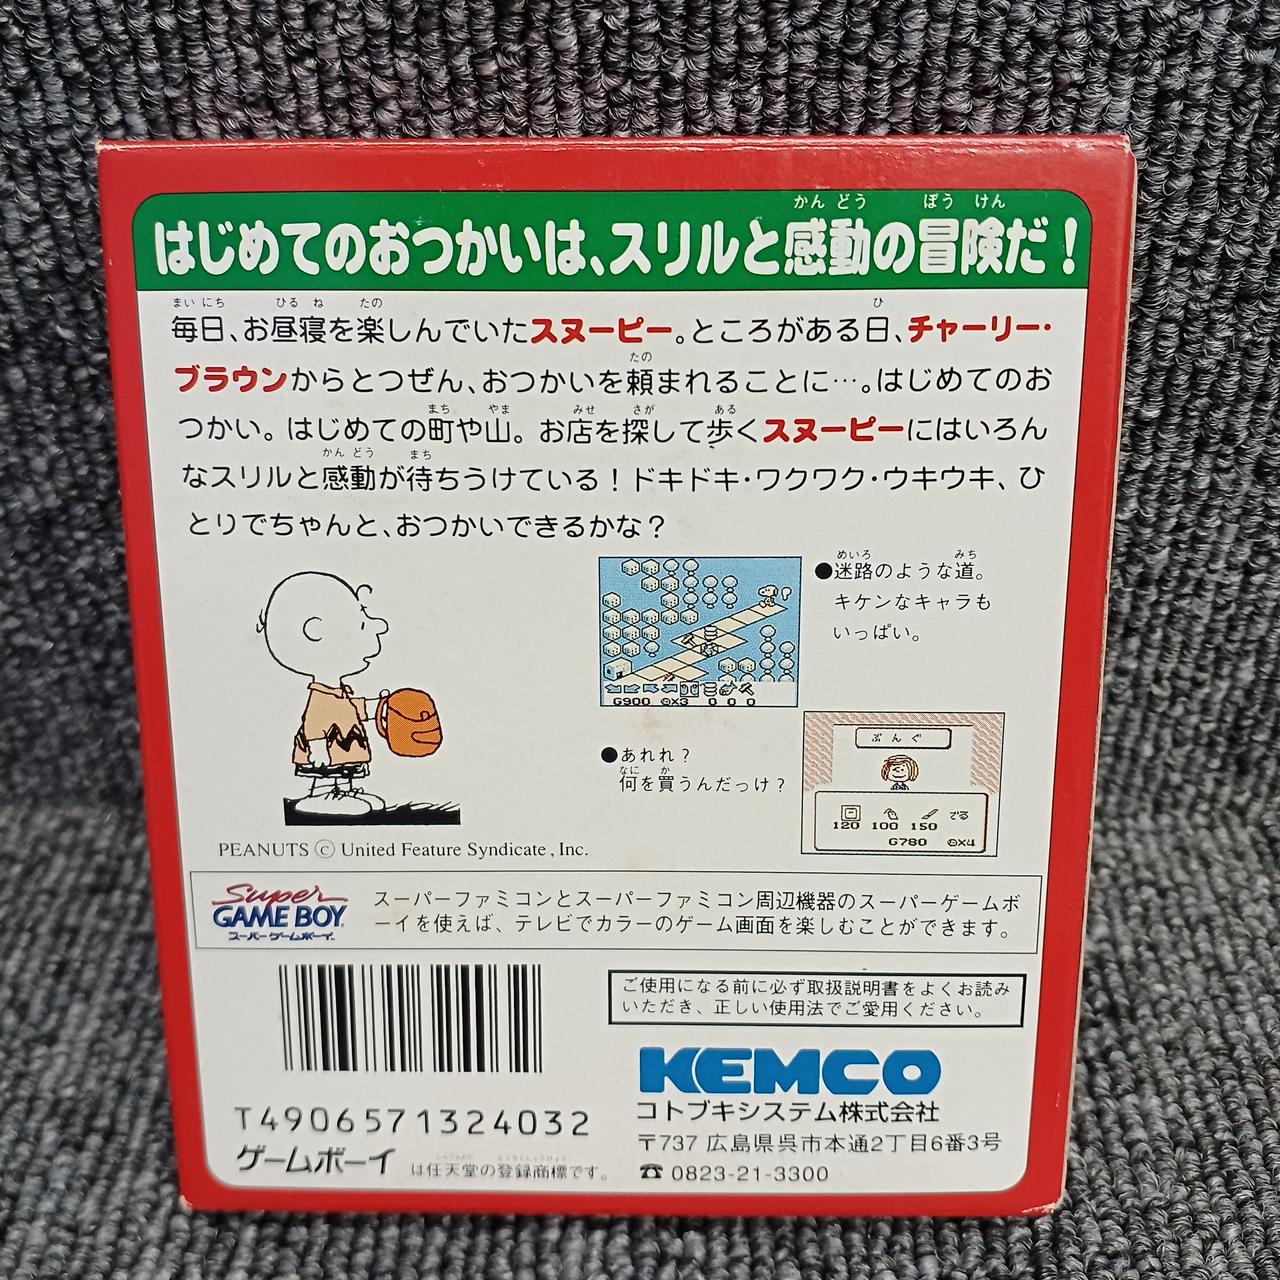 はじめてのおつかいは、スリルと感動の冒険だ!
毎日、お昼寝を楽しんでいたスヌーピー。ところがある日、チャーリー・
ブラウンからとつぜん、おつかいを頼まれることに…。はじめてのお
つかい。はじめての町や山。お店を探して歩くスヌーピーにはいろん
なスリルと感動が待ちうけている!ドキドキ・ワクワク・ウキウキ、ひ
とりでちゃんと、おつかいできるかな?
●迷路のような道。
キケンなキャラも
いっぱい。
G900 ×3 0 0 0
●あれれ?
何を買うんだっけ?
ぶんぐ
でる
120 100 150
G780 ×4
PEANUTS © United Feature Syndicate, Inc.
Super
GAME BOY
スーパーゲームボーイ
スーパーファミコンとスーパーファミコン周辺機器のスーパーゲームボ
ーイを使えば、テレビでカラーのゲーム画面を楽しむことができます。
ご使用になる前に必ず取扱説明書をよくお読み
いただき、正しい使用法でご愛用ください。
T4906571324032
ゲームボーイは任天堂の登録商標です。
KEMCO
コトブキシステム株式会社
〒737 広島県呉市本通2丁目6番3号
☎ 0823-21-3300